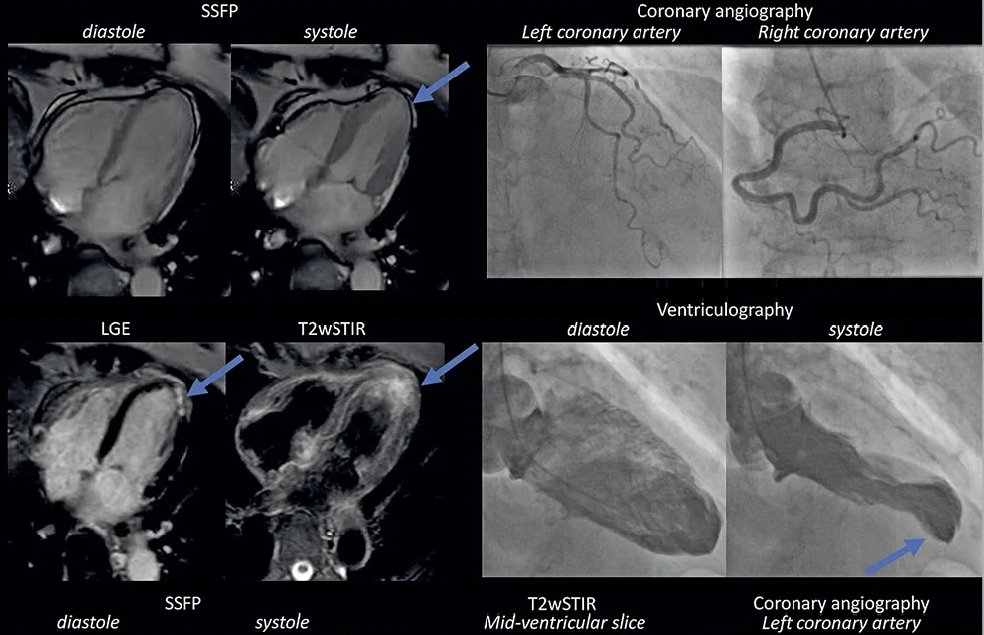 SSFP
diastole systole
Coronary angiography
Left coronary artery Right coronary artery
LGE T2wSTIR
Ventriculography
diastole systole
SSFP
diastole systole
T2wSTIR
Mid-ventricular slice
Coronary angiography
Left coronary artery